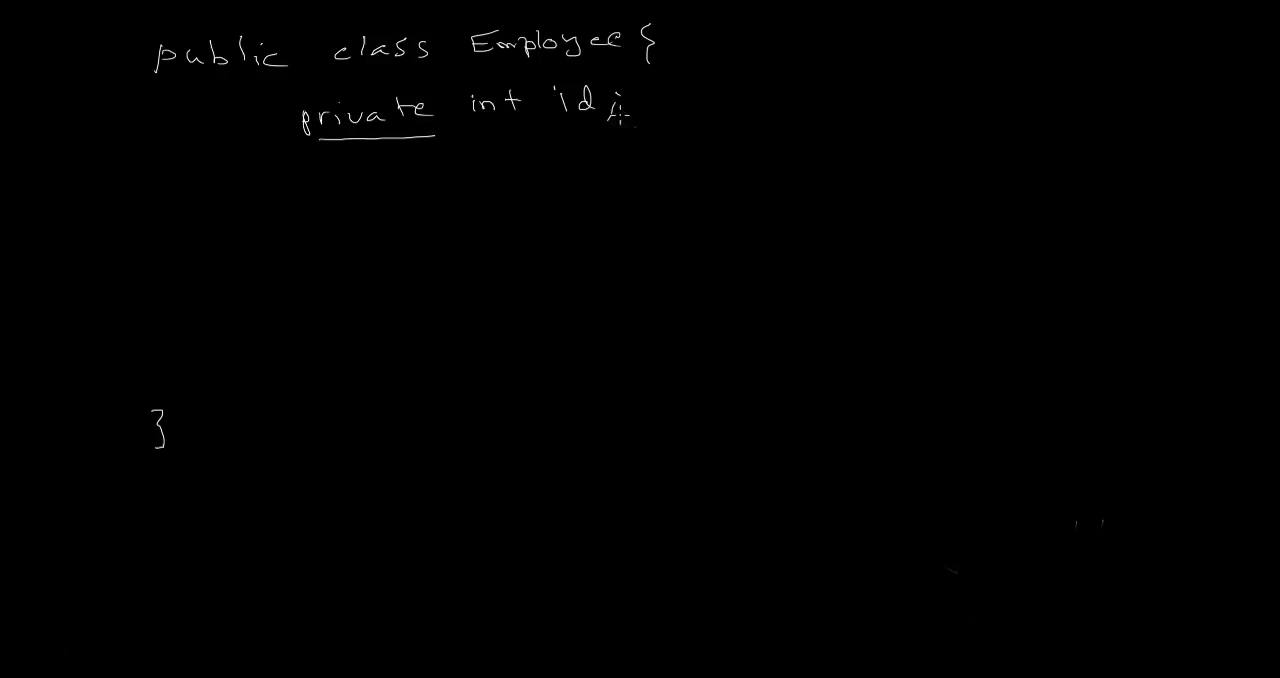 public class Employee {
private int id ;
}